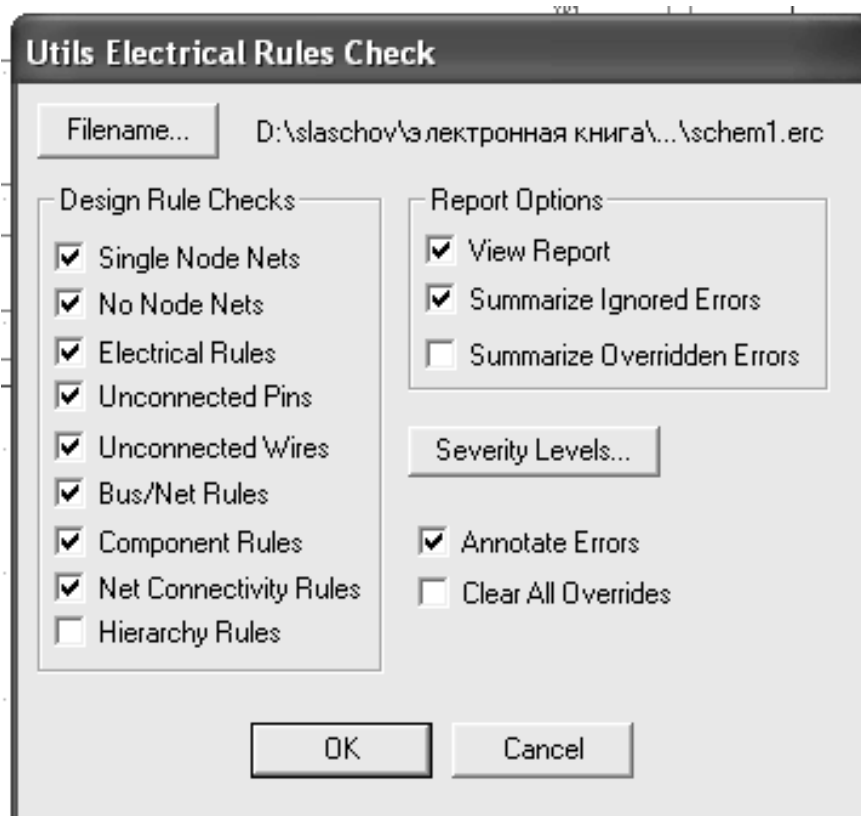 Utils Electrical Rules Check
Filename... D:\slaschov\электронная книга\...\schem1.erc
Design Rule Checks
Single Node Nets
No Node Nets
Electrical Rules
Unconnected Pins
Unconnected Wires
Bus/Net Rules
Component Rules
Net Connectivity Rules
Hierarchy Rules
Report Options
View Report
Summarize Ignored Errors
Summarize Overridden Errors
Severity Levels...
Annotate Errors
Clear All Overrides
OK Cancel